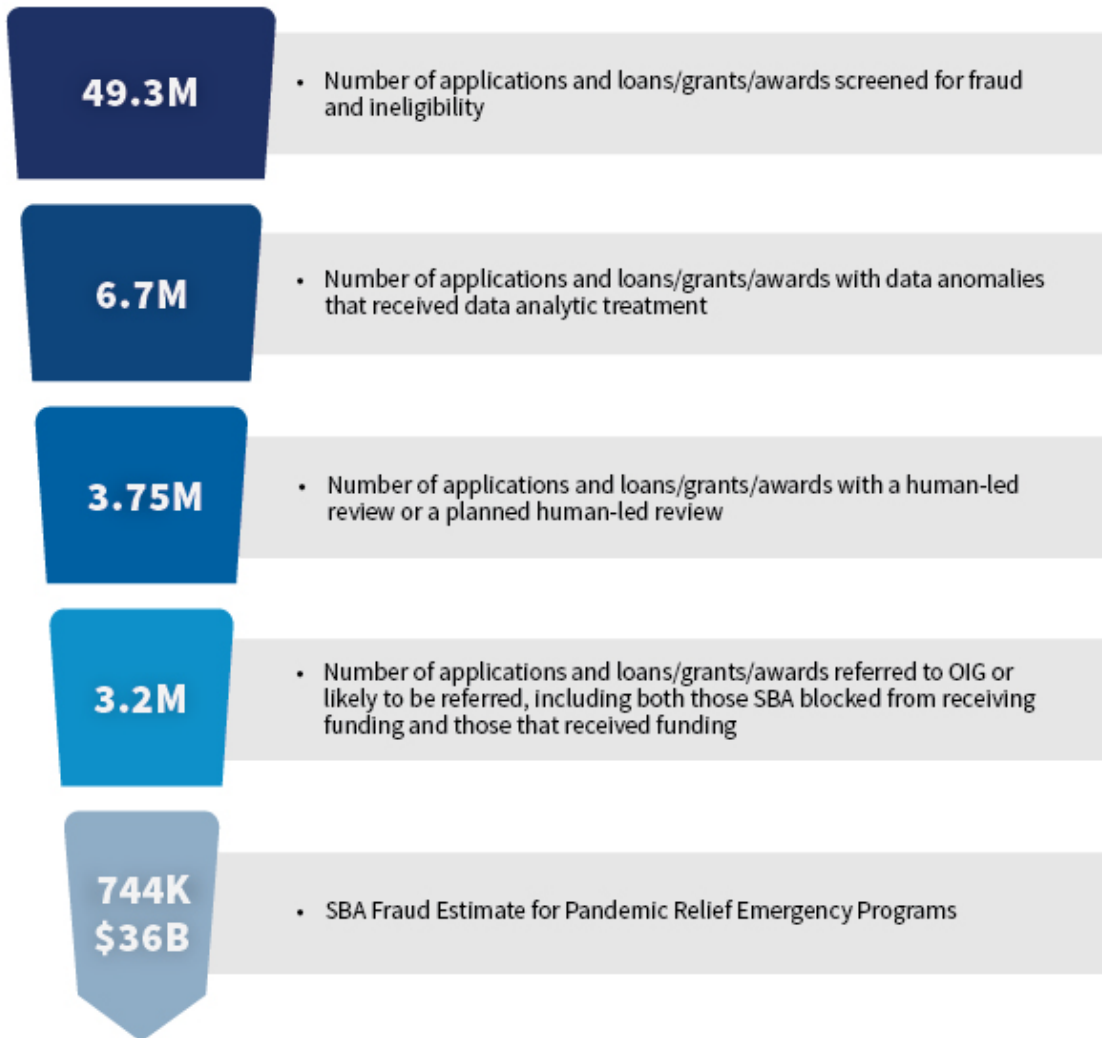 49.3M
• Number of applications and loans/grants/awards screened for fraud
and ineligibility
6.7M
• Number of applications and loans/grants/awards with data anomalies
that received data analytic treatment
3.75M
• Number of applications and loans/grants/awards with a human-led
review or a planned human-led review
3.2M
• Number of applications and loans/grants/awards referred to OIG or
likely to be referred, including both those SBA blocked from receiving
funding and those that received funding
744K
$36B
• SBA Fraud Estimate for Pandemic Relief Emergency Programs